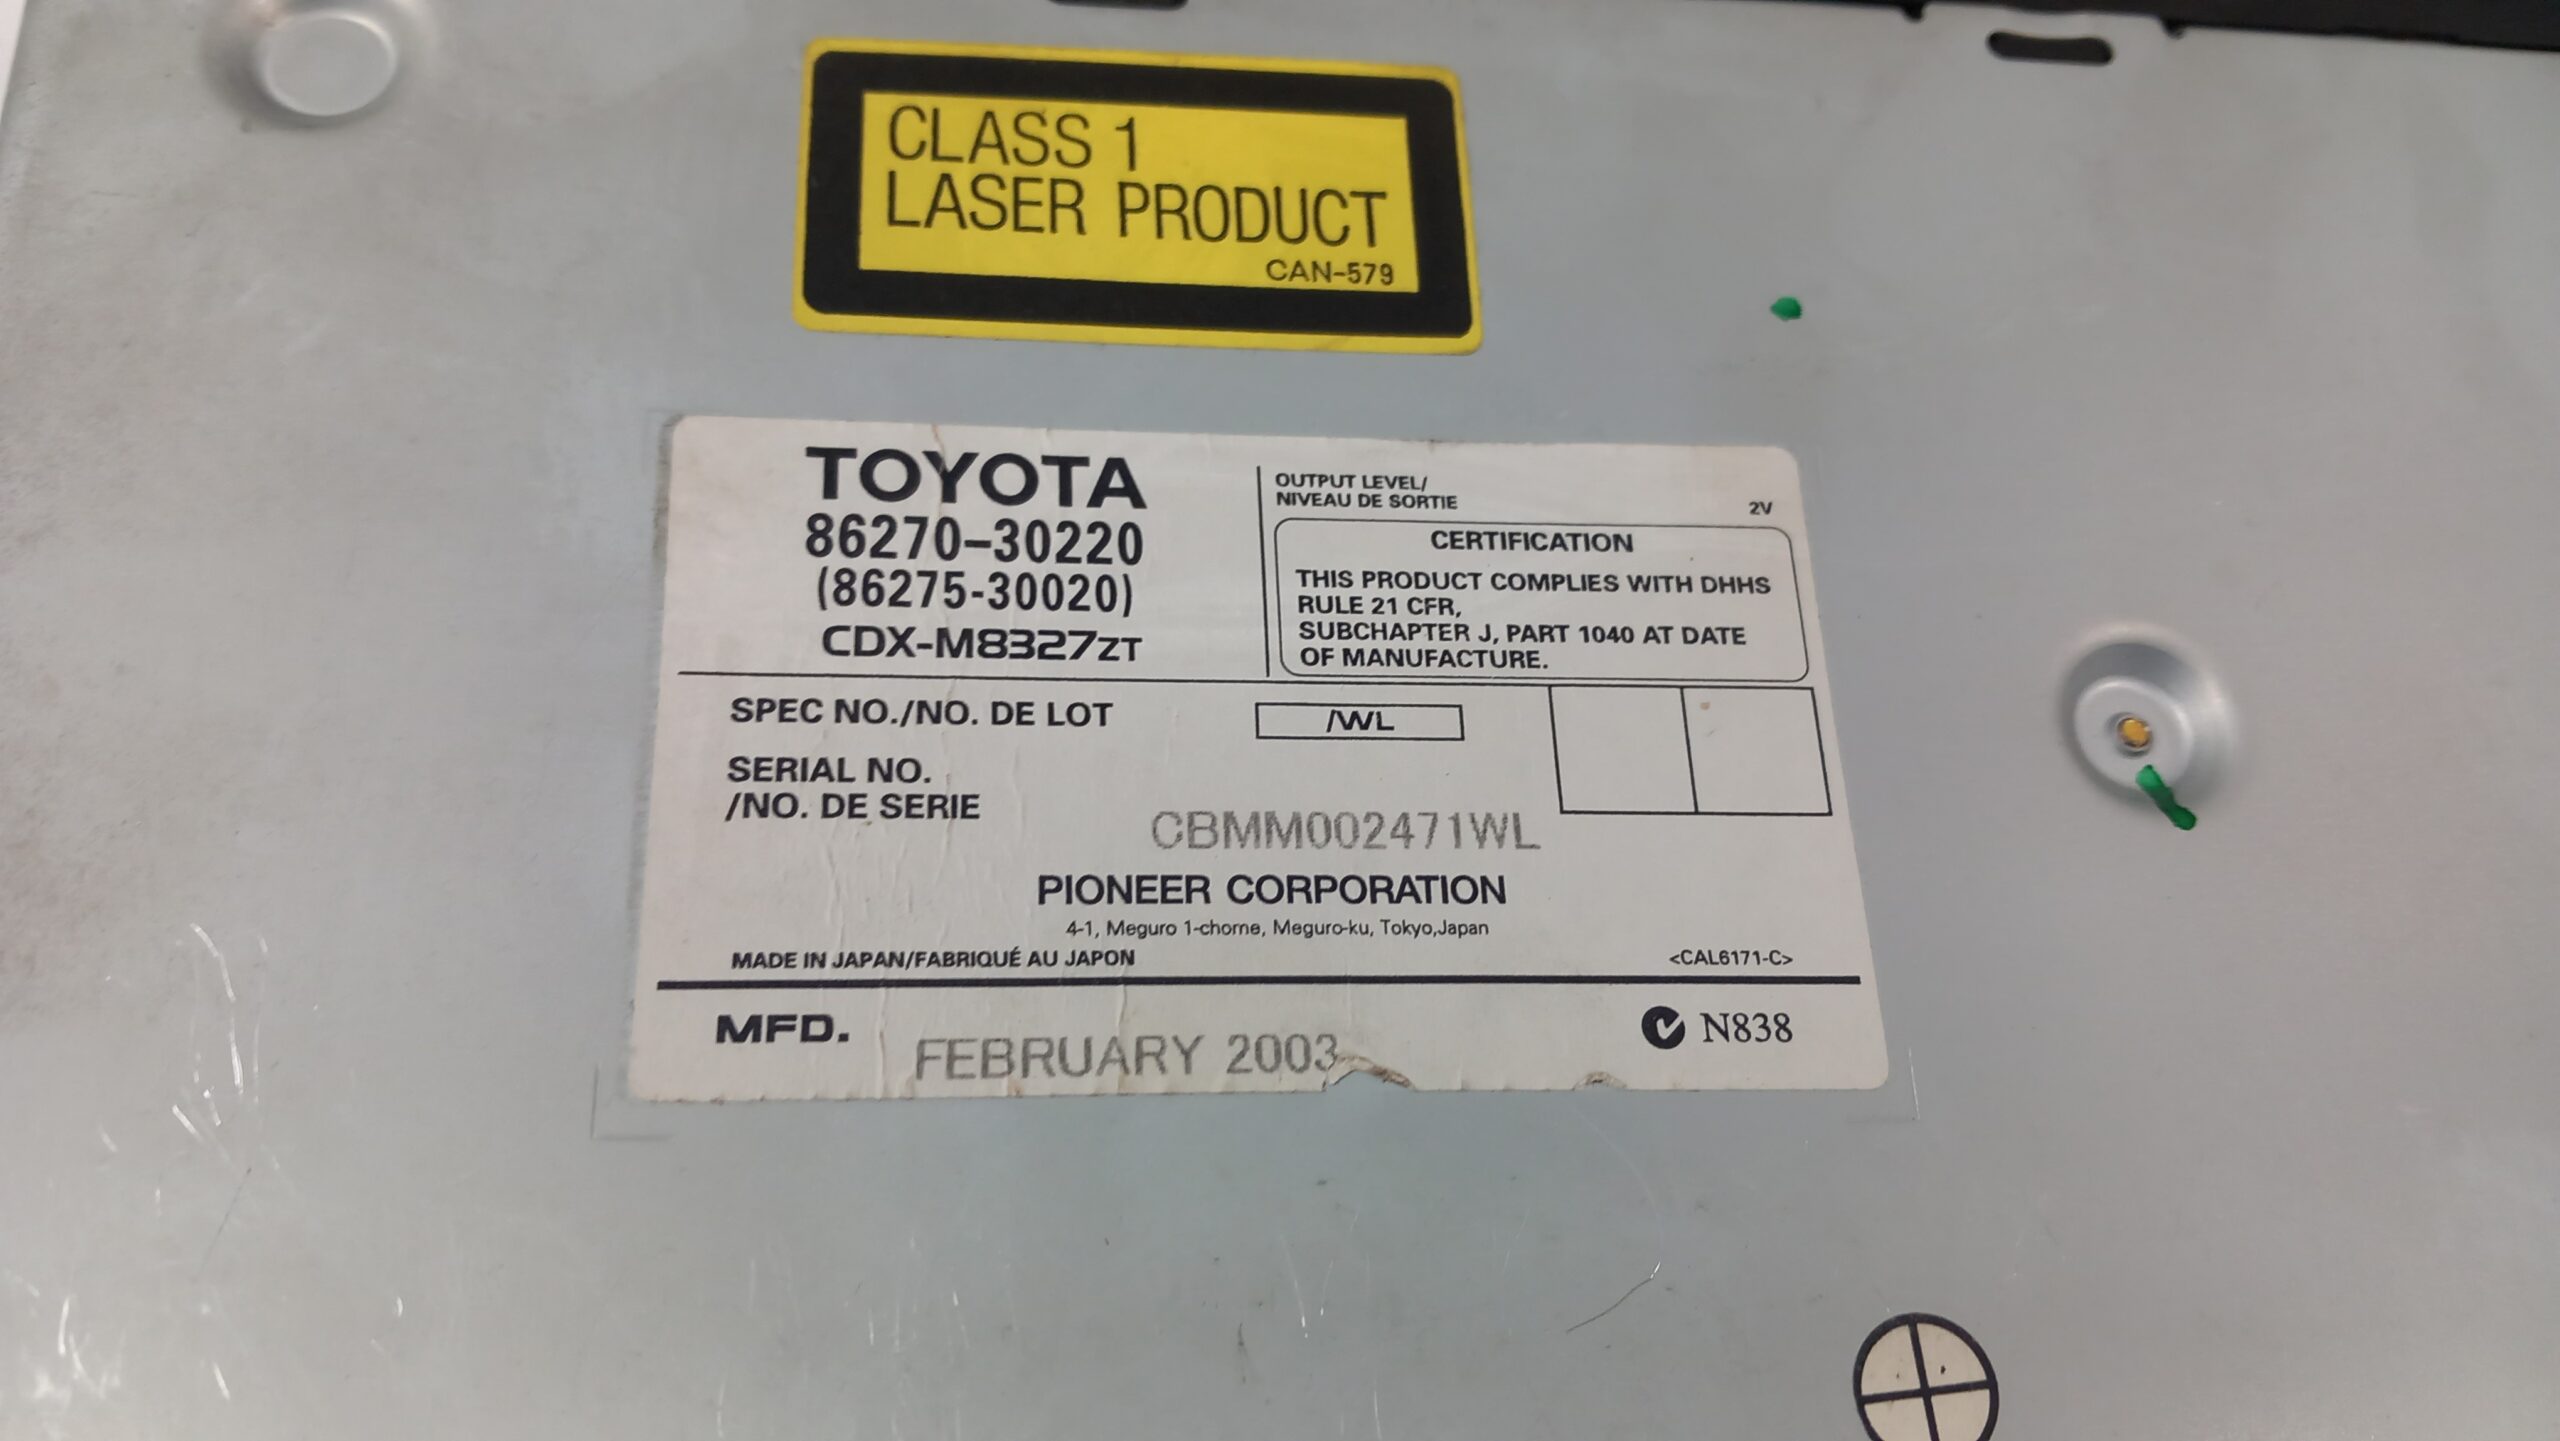 CLASS 1
LASER PRODUCT
CAN-579
TOYOTA
86270-30220
(86275-30020)
CDX-M8327ZT
OUTPUT LEVEL/
NIVEAU DE SORTIE
2V
CERTIFICATION
THIS PRODUCT COMPLIES WITH DHHS
RULE 21 CFR,
SUBCHAPTER J, PART 1040 AT DATE
OF MANUFACTURE.
SPEC NO./NO. DE LOT
/WL
SERIAL NO.
/NO. DE SERIE
CBMM002471WL
PIONEER CORPORATION
4-1, Meguro 1-chome, Meguro-ku, Tokyo,Japan
MADE IN JAPAN/FABRIQUÉ AU JAPON
<CAL6171-C>
MFD.
FEBRUARY 2003
N838